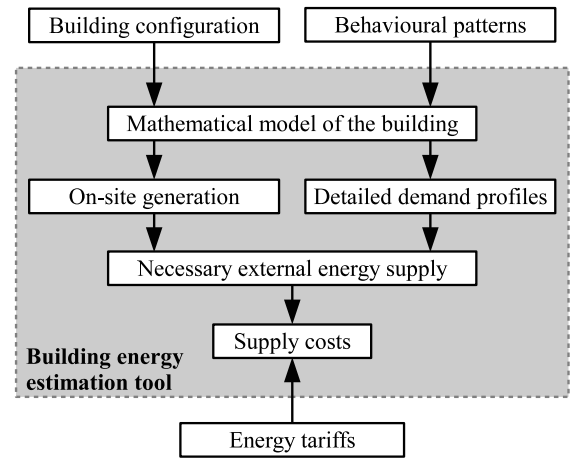 Building configuration
Behavioural patterns
Mathematical model of the building
On-site generation
Detailed demand profiles
Necessary external energy supply
Supply costs
Building energy
estimation tool
Energy tariffs